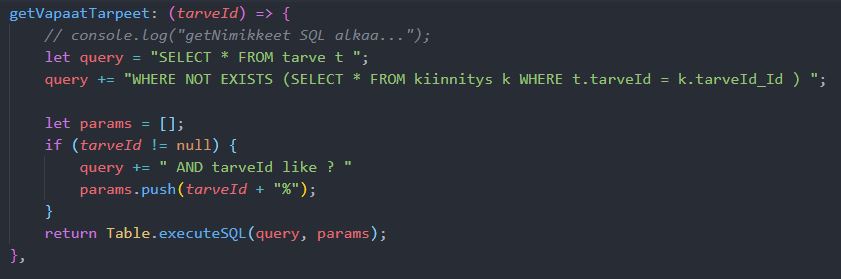 getVapaatTarpeet: (tarveId) => {
// console.log("getNimikkeet SQL alkaa...");
let query = "SELECT * FROM tarve t ";
query += "WHERE NOT EXISTS (SELECT * FROM kiinnitys k WHERE t.tarveId = k.tarveId_Id ) ";
let params = [];
if (tarveId != null) {
query += " AND tarveId like ? "
params.push(tarveId + "%");
}
return Table.executeSQL(query, params);
},